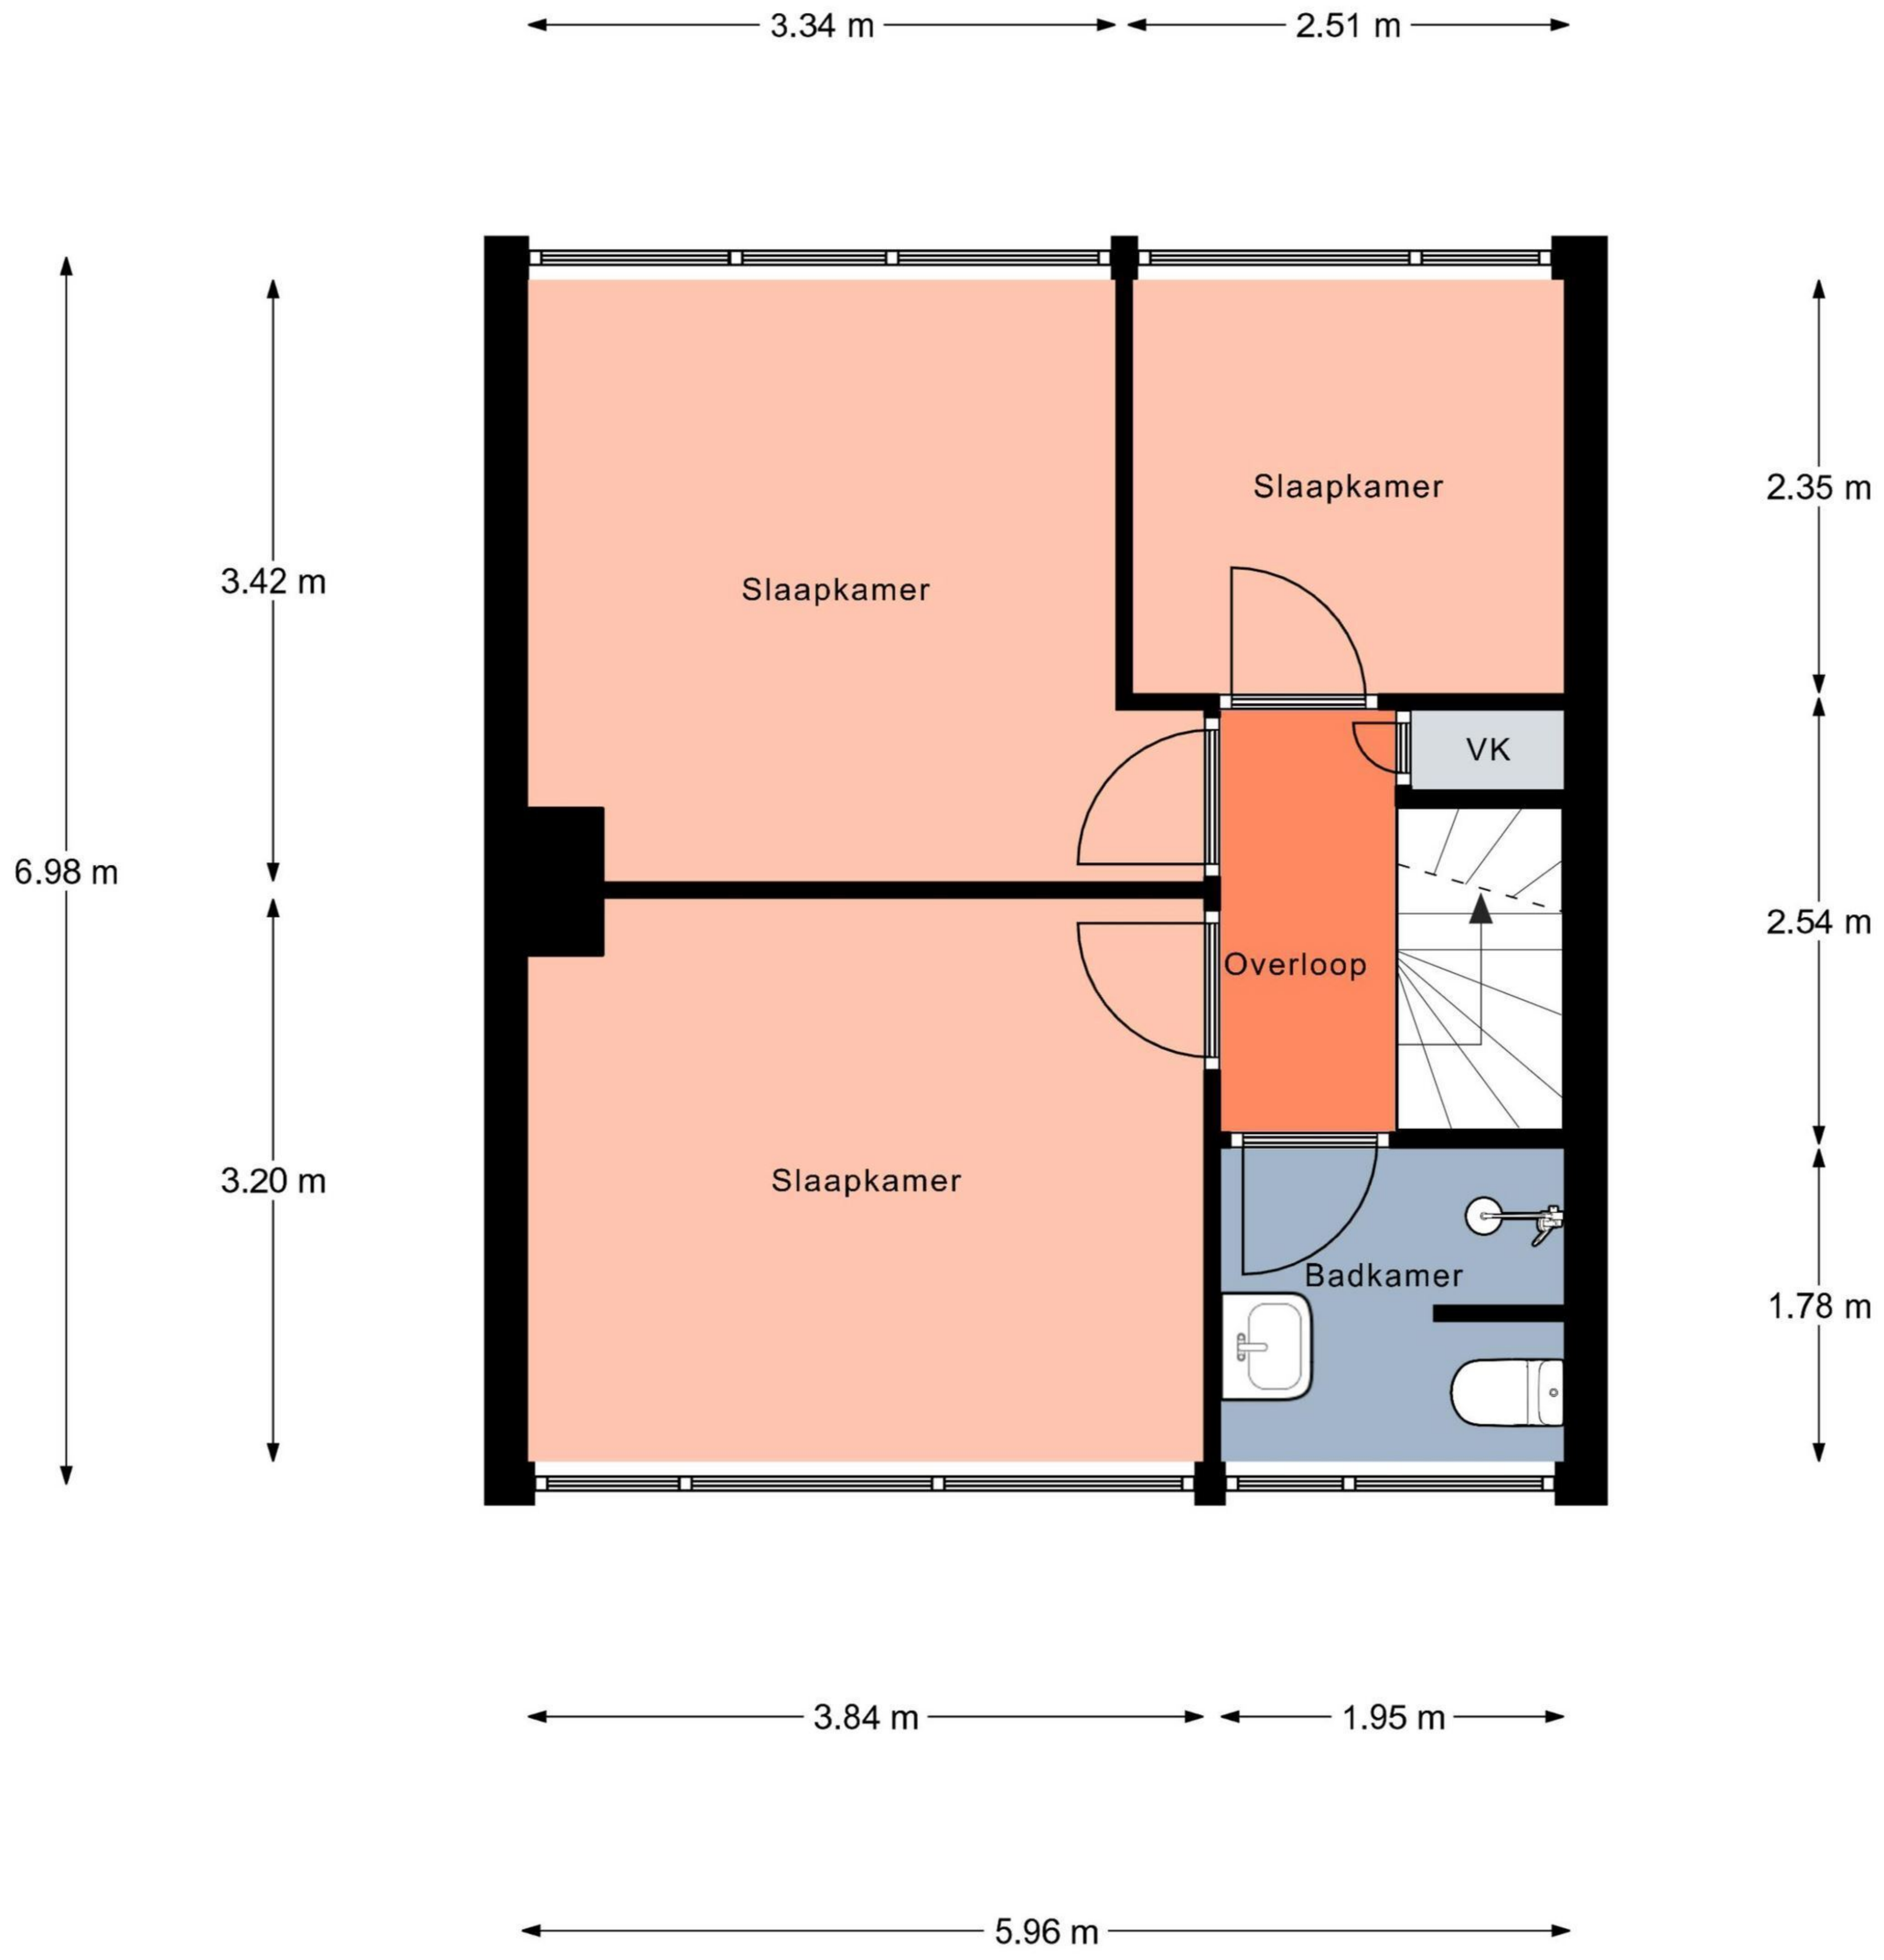 3.34 m
2.51 m
Slaapkamer
2.35 m
3.42 m
Slaapkamer
VK
6.98 m
2.54 m
Overloop
3.20 m
Slaapkamer
Badkamer
1.78 m
3.84 m
1.95 m
5.96 m